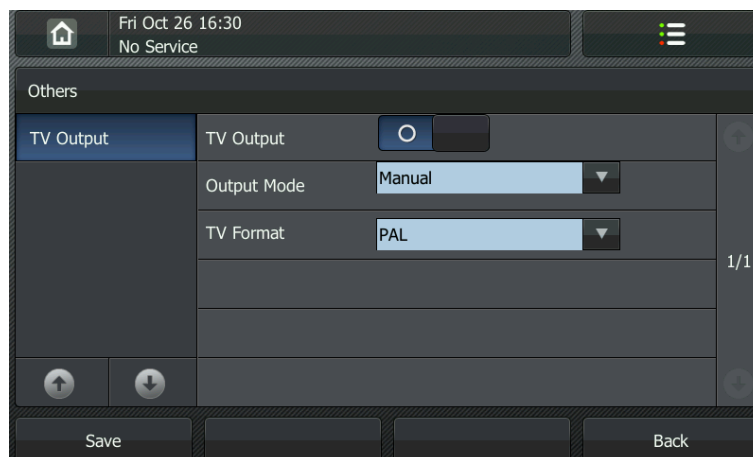 Fri Oct 26 16:30
No Service
Others
TV Output
TV Output
Output Mode
Manual
TV Format
PAL
1/1
Save
Back